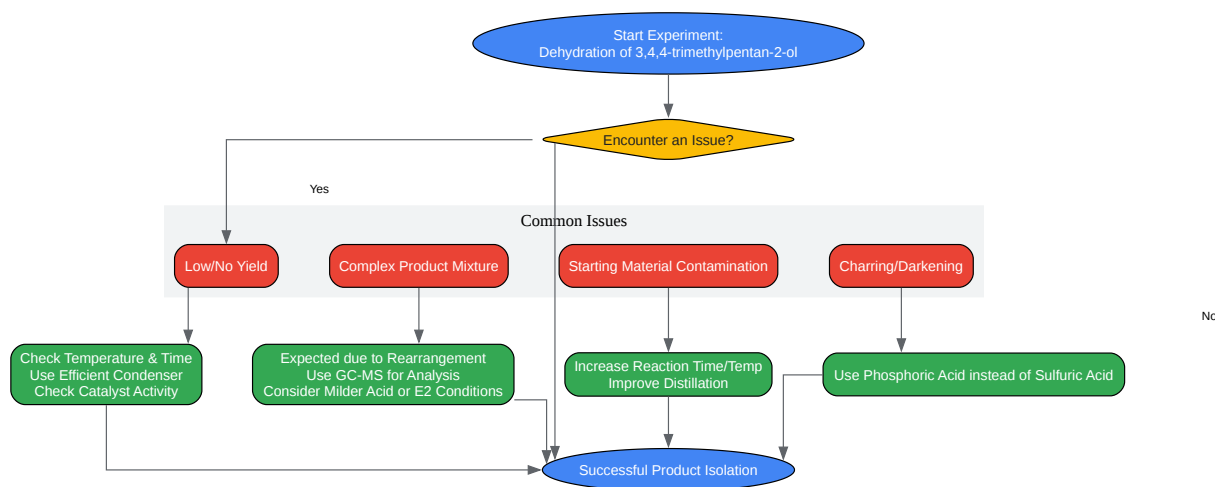 Start Experiment:
Dehydration of 3,4,4-trimethylpentan-2-ol
Encounter an Issue?
Yes
Common Issues
Low/No Yield
Complex Product Mixture
Starting Material Contamination
Charring/Darkening
No
Check Temperature & Time
Use Efficient Condenser
Check Catalyst Activity
Expected due to Rearrangement
Use GC-MS for Analysis
Consider Milder Acid or E2 Conditions
Increase Reaction Time/Temp
Improve Distillation
Use Phosphoric Acid instead of Sulfuric Acid
Successful Product Isolation